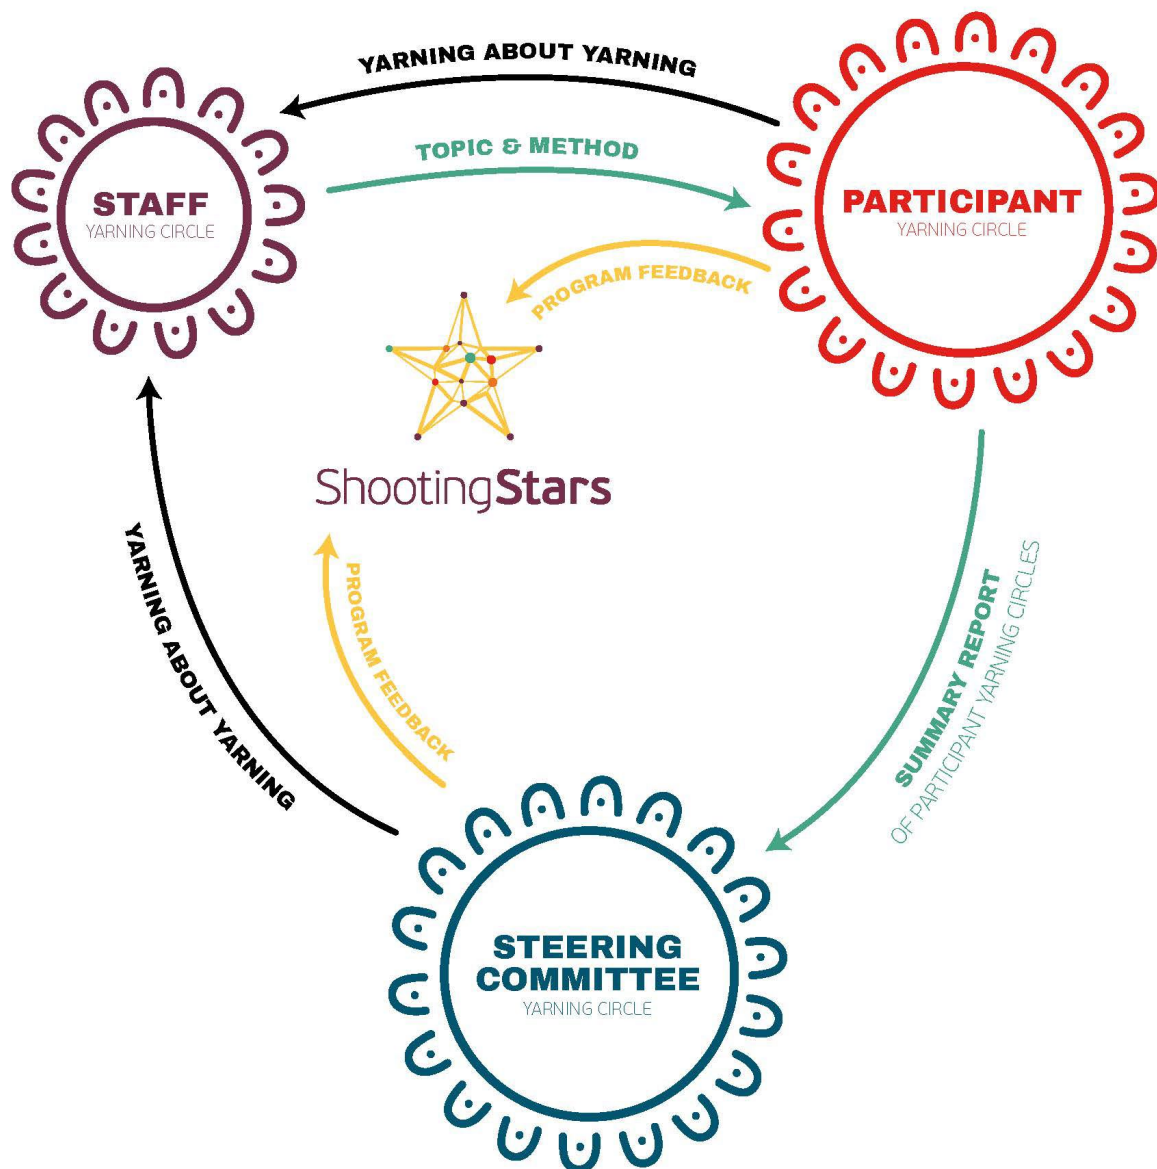 YARNING ABOUT YARNING
TOPIC & METHOD
STAFF
YARNING CIRCLE
PARTICIPANT
YARNING CIRCLE
PROGRAM FEEDBACK
ShootingStars
YARNING ABOUT YARNING
PROGRAM FEEDBACK
SUMMARY REPORT
OF PARTICIPANT YARNING CIRCLES
STEERING
COMMITTEE
YARNING CIRCLE